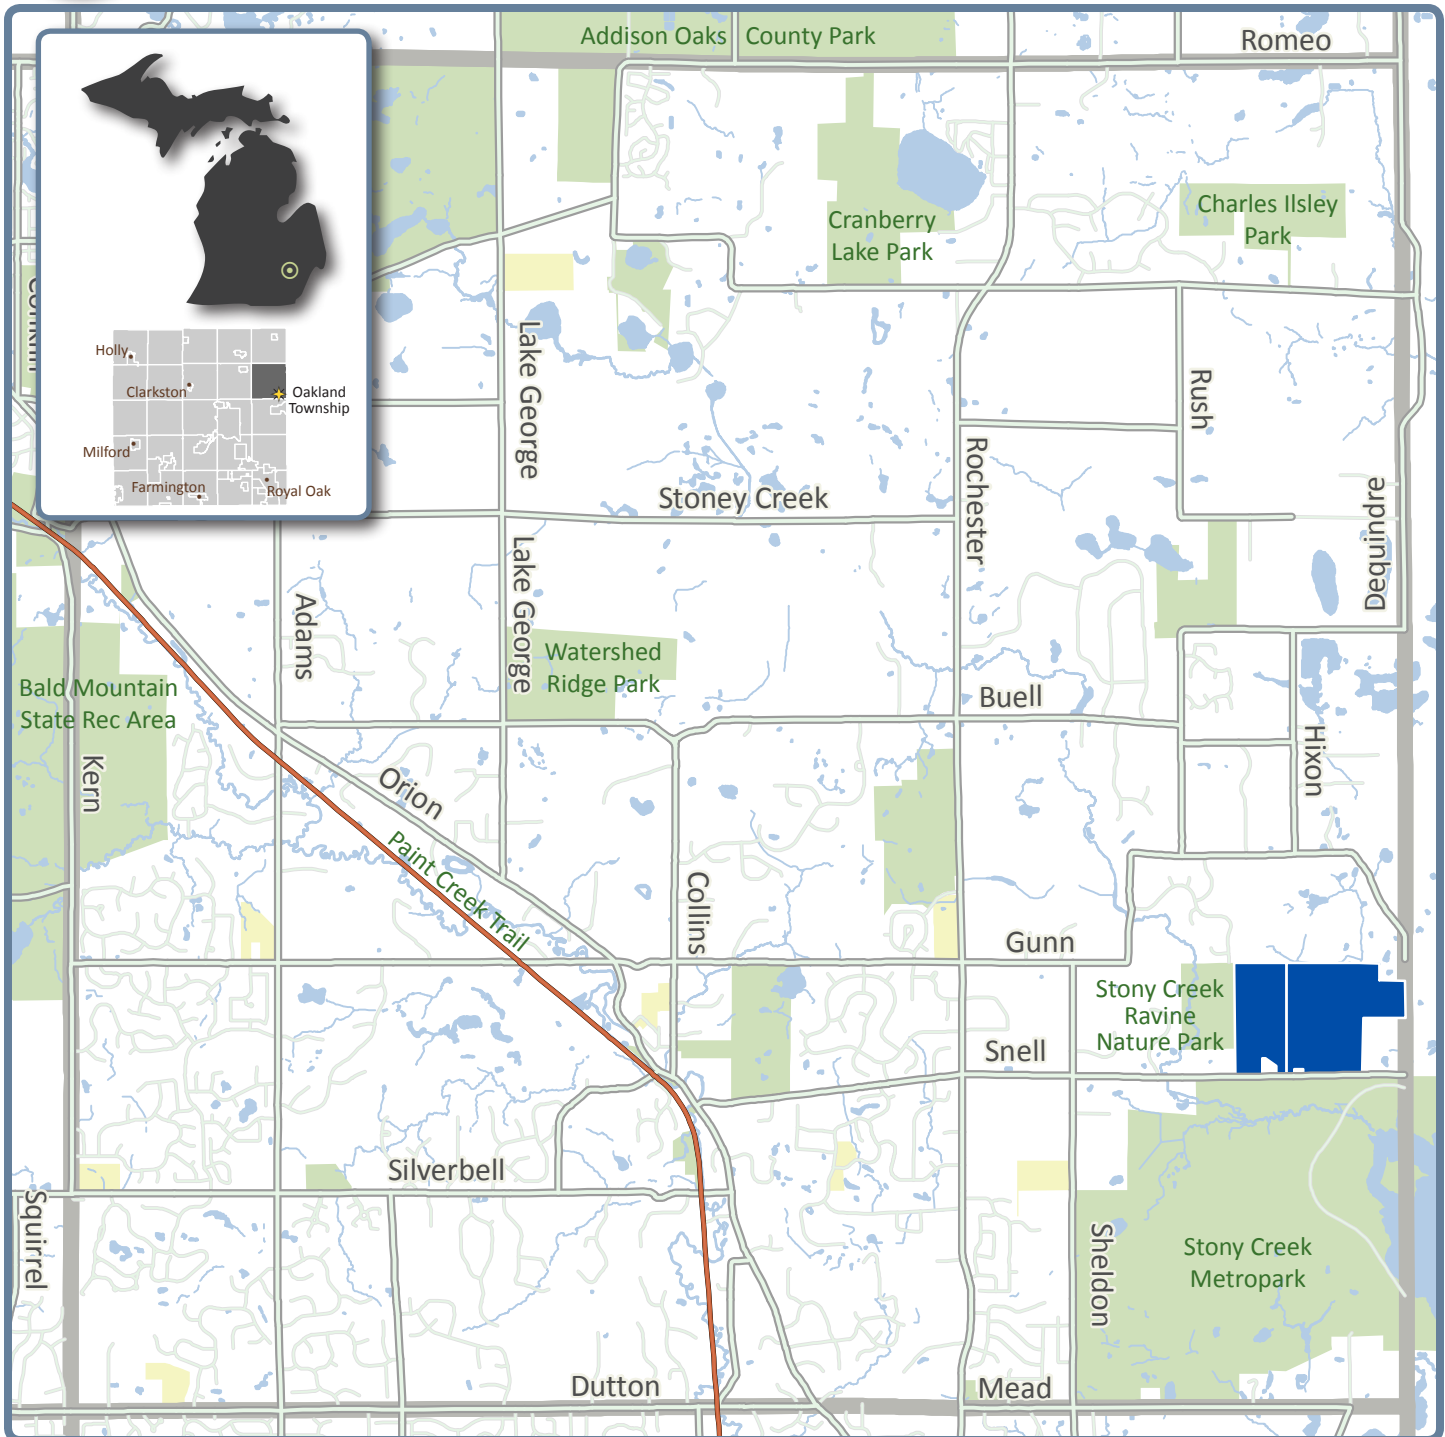 Addison Oaks County Park
Romeo
Cranberry
Lake Park
Charles Ilsley
Park
Holly
Clarkston
Oakland
Township
Milford
Farmington
Royal Oak
Lake George
Rush
Rochester
Stoney Creek
Dequindre
Lake George
Adams
Watershed
Ridge Park
Bald Mountain
State Rec Area
Buell
Hixon
Kern
Orion
Paint Creek Trail
Collins
Gunn
Stony Creek
Ravine
Nature Park
Snell
Silverbell
Squirrel
Sheldon
Stony Creek
Metropark
Dutton
Mead